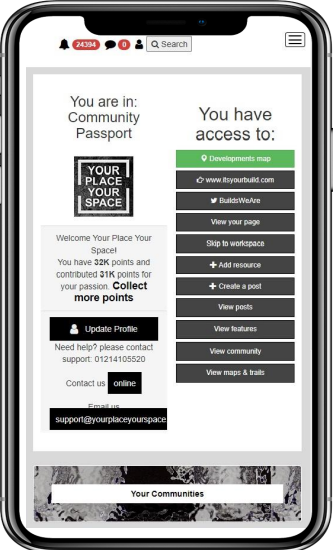 24394
0
Search
You are in:
Community
Passport
YOUR
PLACE
YOUR
SPACE
Welcome Your Place Your
Space!
You have 32K points and
contributed 31K points for
your passion. Collect
more points
Update Profile
Need help? please contact
support: 01214105520
Contact us online
Email us
support@yourplaceyourspace
You have
access to:
Developments map
www.itsyourbuild.com
BuildsWeAre
View your page
Skip to workspace
Add resource
Create a post
View posts
View features
View community
View maps & trails
Your Communities